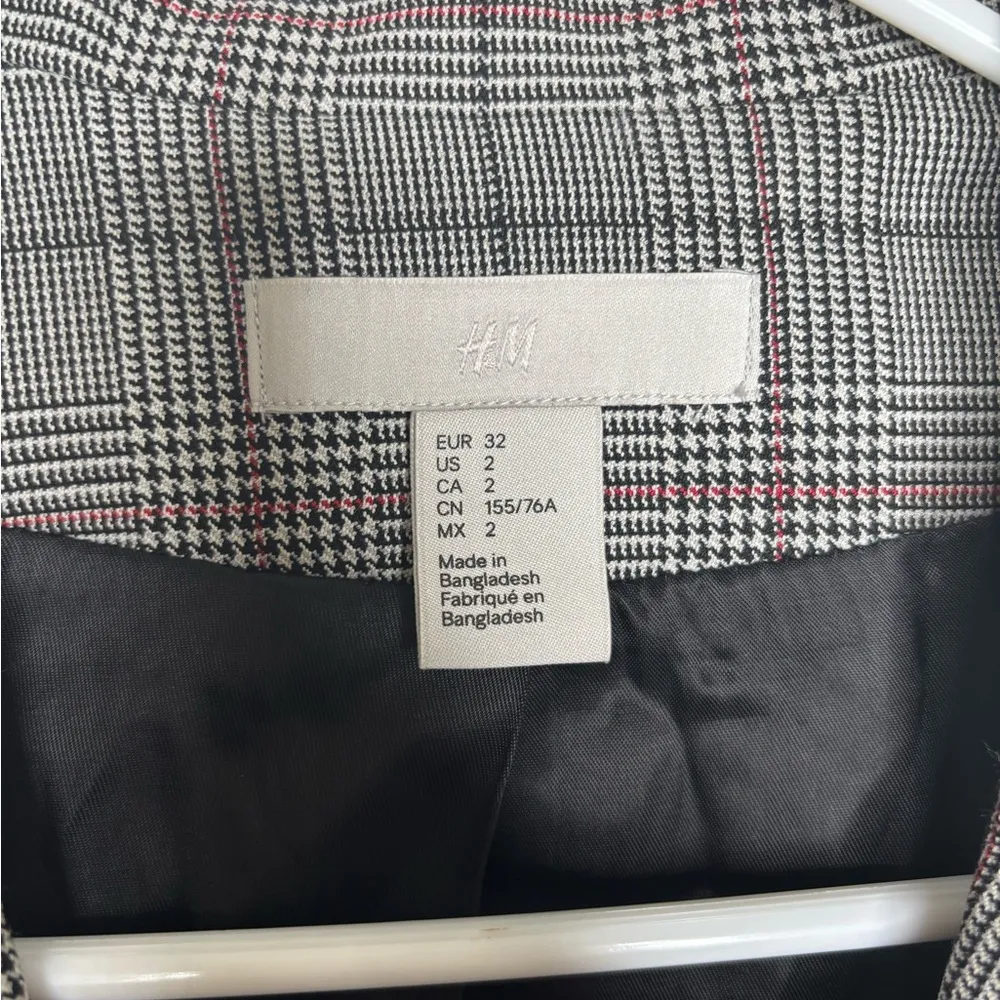 H&M
EUR 32
US 2
CA 2
CN 155/76A
MX 2
Made in
Bangladesh
Fabriqué en
Bangladesh